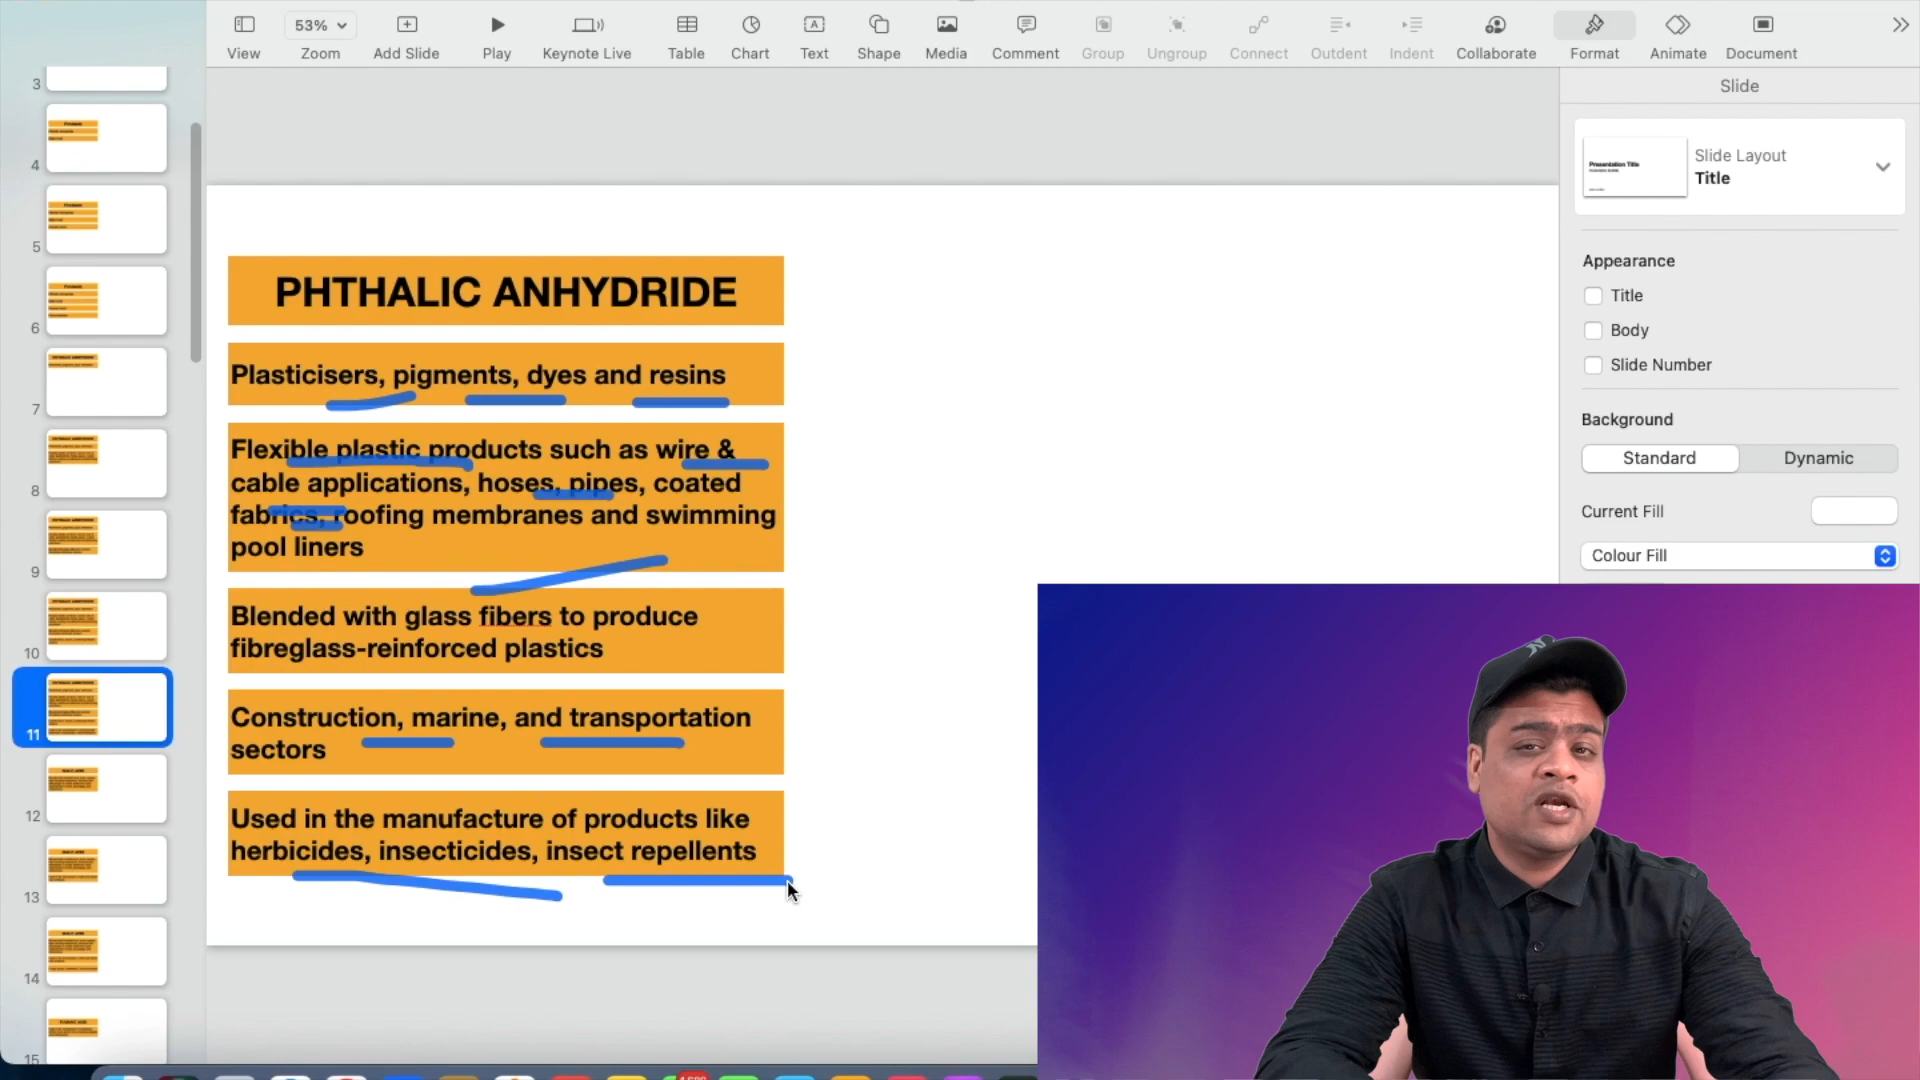 View
53%
Zoom
Add Slide
Play
Keynote Live
Table
Chart
Text
Shape
Media
Comment
Group
Ungroup
Connect
Outdent
Indent
Collaborate
Format
Animate
Document
3
4
5
6
7
8
9
10
11
12
13
14
15
PHTHALIC ANHYDRIDE
Plasticisers, pigments, dyes and resins
Flexible plastic products such as wire &
cable applications, hoses, pipes, coated
fabrics, roofing membranes and swimming
pool liners
Blended with glass fibers to produce
fibreglass-reinforced plastics
Construction, marine, and transportation
sectors
Used in the manufacture of products like
herbicides, insecticides, insect repellents
Slide
Presentation Title
Slide Layout
Title
Appearance
Title
Body
Slide Number
Background
Standard
Dynamic
Current Fill
Colour Fill